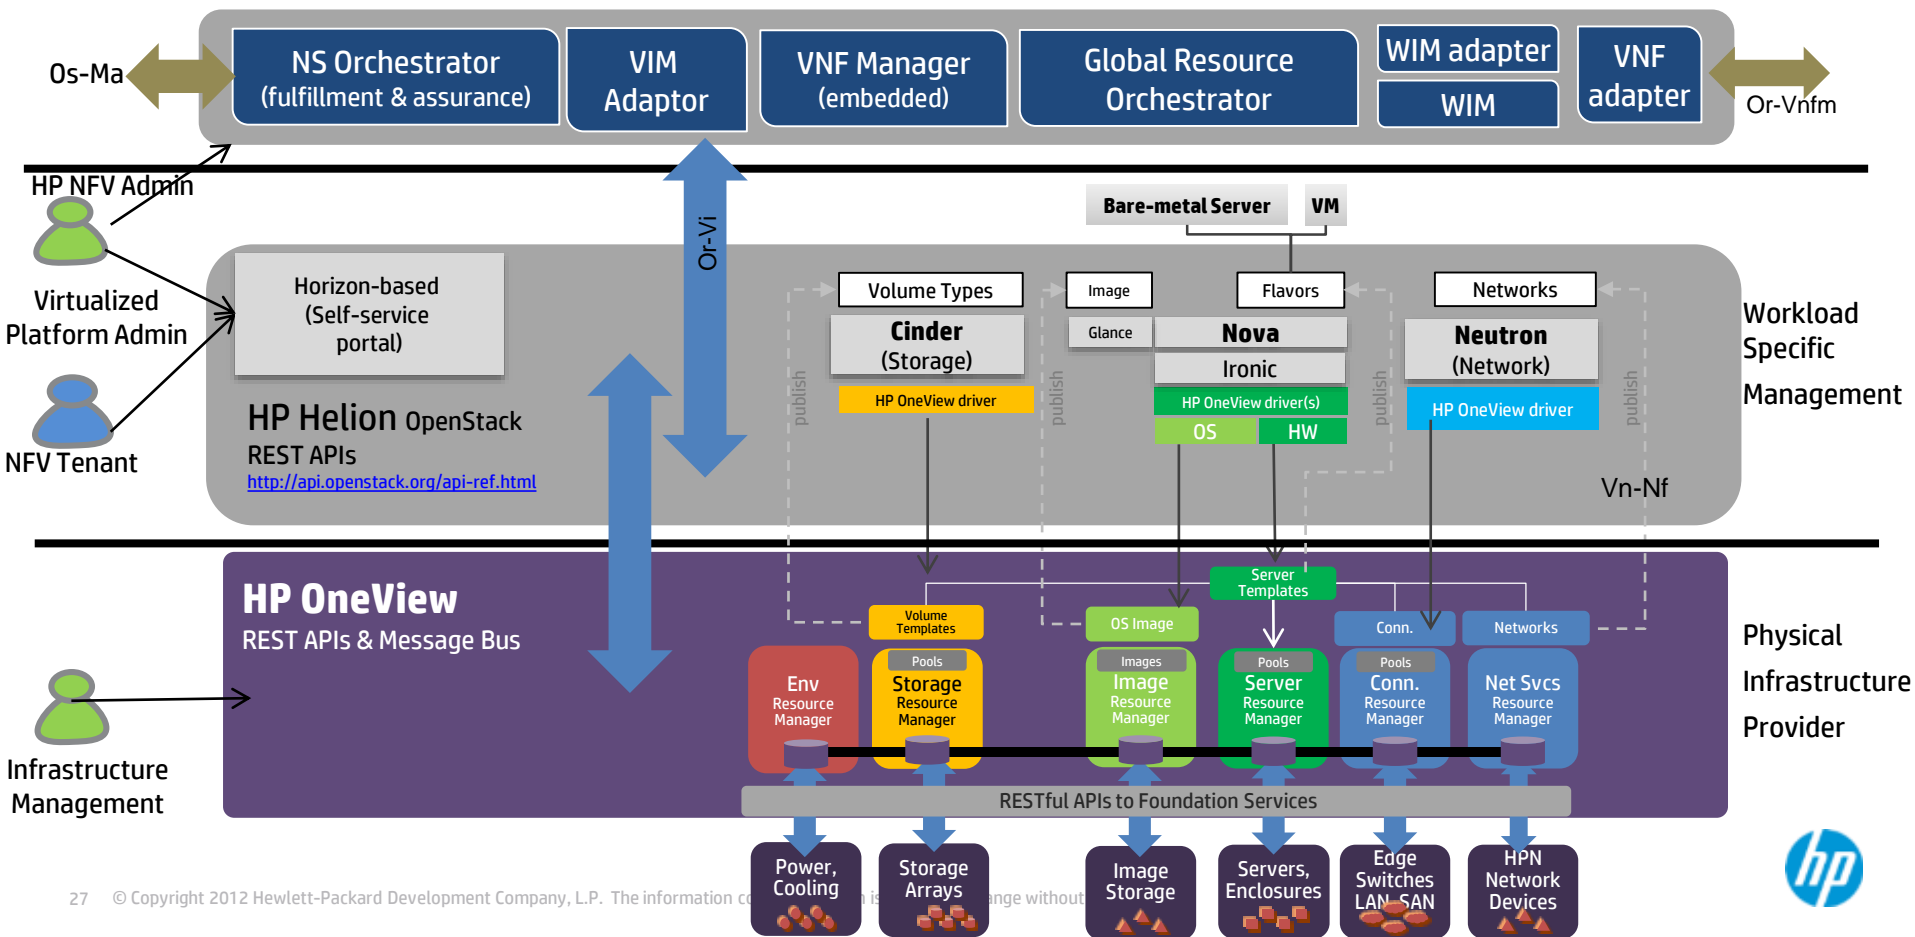 Os-Ma
NS Orchestrator
(fulfillment & assurance)
VIM
Adaptor
VNF Manager
(embedded)
Global Resource
Orchestrator
WIM adapter
WIM
VNF
adapter
Or-Vnfm
HP NFV Admin
Virtualized
Platform Admin
NFV Tenant
Or-Vi
Bare-metal Server
VM
Horizon-based
(Self-service
portal)
HP Helion OpenStack
REST APIs
http://api.openstack.org/api-ref.html
publish
Volume Types
Cinder
(Storage)
HP OneView driver
publish
Image
Glance
Flavors
Nova
Ironic
HP OneView driver(s)
OS
HW
publish
Networks
Neutron
(Network)
HP OneView driver
publish
Vn-Nf
Workload
Specific
Management
HP OneView
REST APIs & Message Bus
Server
Templates
Volume
Templates
OS Image
Conn.
Networks
Env
Resource
Manager
Pools
Storage
Resource
Manager
Images
Image
Resource
Manager
Pools
Server
Resource
Manager
Pools
Conn.
Resource
Manager
Net Svcs
Resource
Manager
RESTful APIs to Foundation Services
Physical
Infrastructure
Provider
Infrastructure
Management
Power,
Cooling
Storage
Arrays
Image
Storage
Servers,
Enclosures
Edge
Switches
LAN, SAN
HPN
Network
Devices
27 © Copyright 2012 Hewlett-Packard Development Company, L.P. The information
without
hp